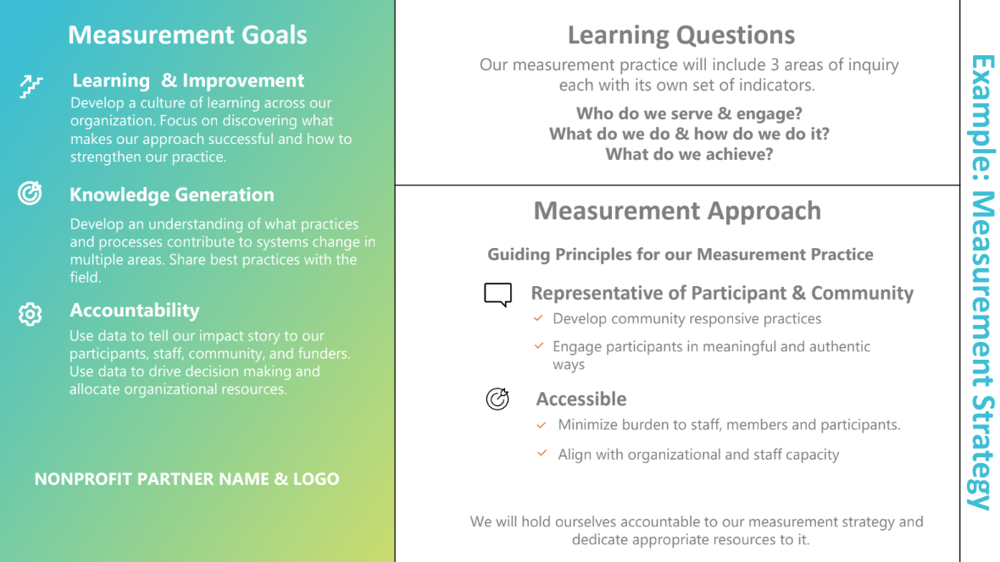 Measurement Goals
Learning & Improvement
Develop a culture of learning across our
organization. Focus on discovering what
makes our approach successful and how to
strengthen our practice.
Knowledge Generation
Develop an understanding of what practices
and processes contribute to systems change in
multiple areas. Share best practices with the
field.
Accountability
Use data to tell our impact story to our
participants, staff, community, and funders.
Use data to drive decision making and
allocate organizational resources.
NONPROFIT PARTNER NAME & LOGO
Learning Questions
Our measurement practice will include 3 areas of inquiry
each with its own set of indicators.
Who do we serve & engage?
What do we do & how do we do it?
What do we achieve?
Measurement Approach
Guiding Principles for our Measurement Practice
Representative of Participant & Community
Develop community responsive practices
Engage participants in meaningful and authentic
ways
Accessible
Minimize burden to staff, members and participants.
Align with organizational and staff capacity
We will hold ourselves accountable to our measurement strategy and
dedicate appropriate resources to it.
Example: Measurement Strategy